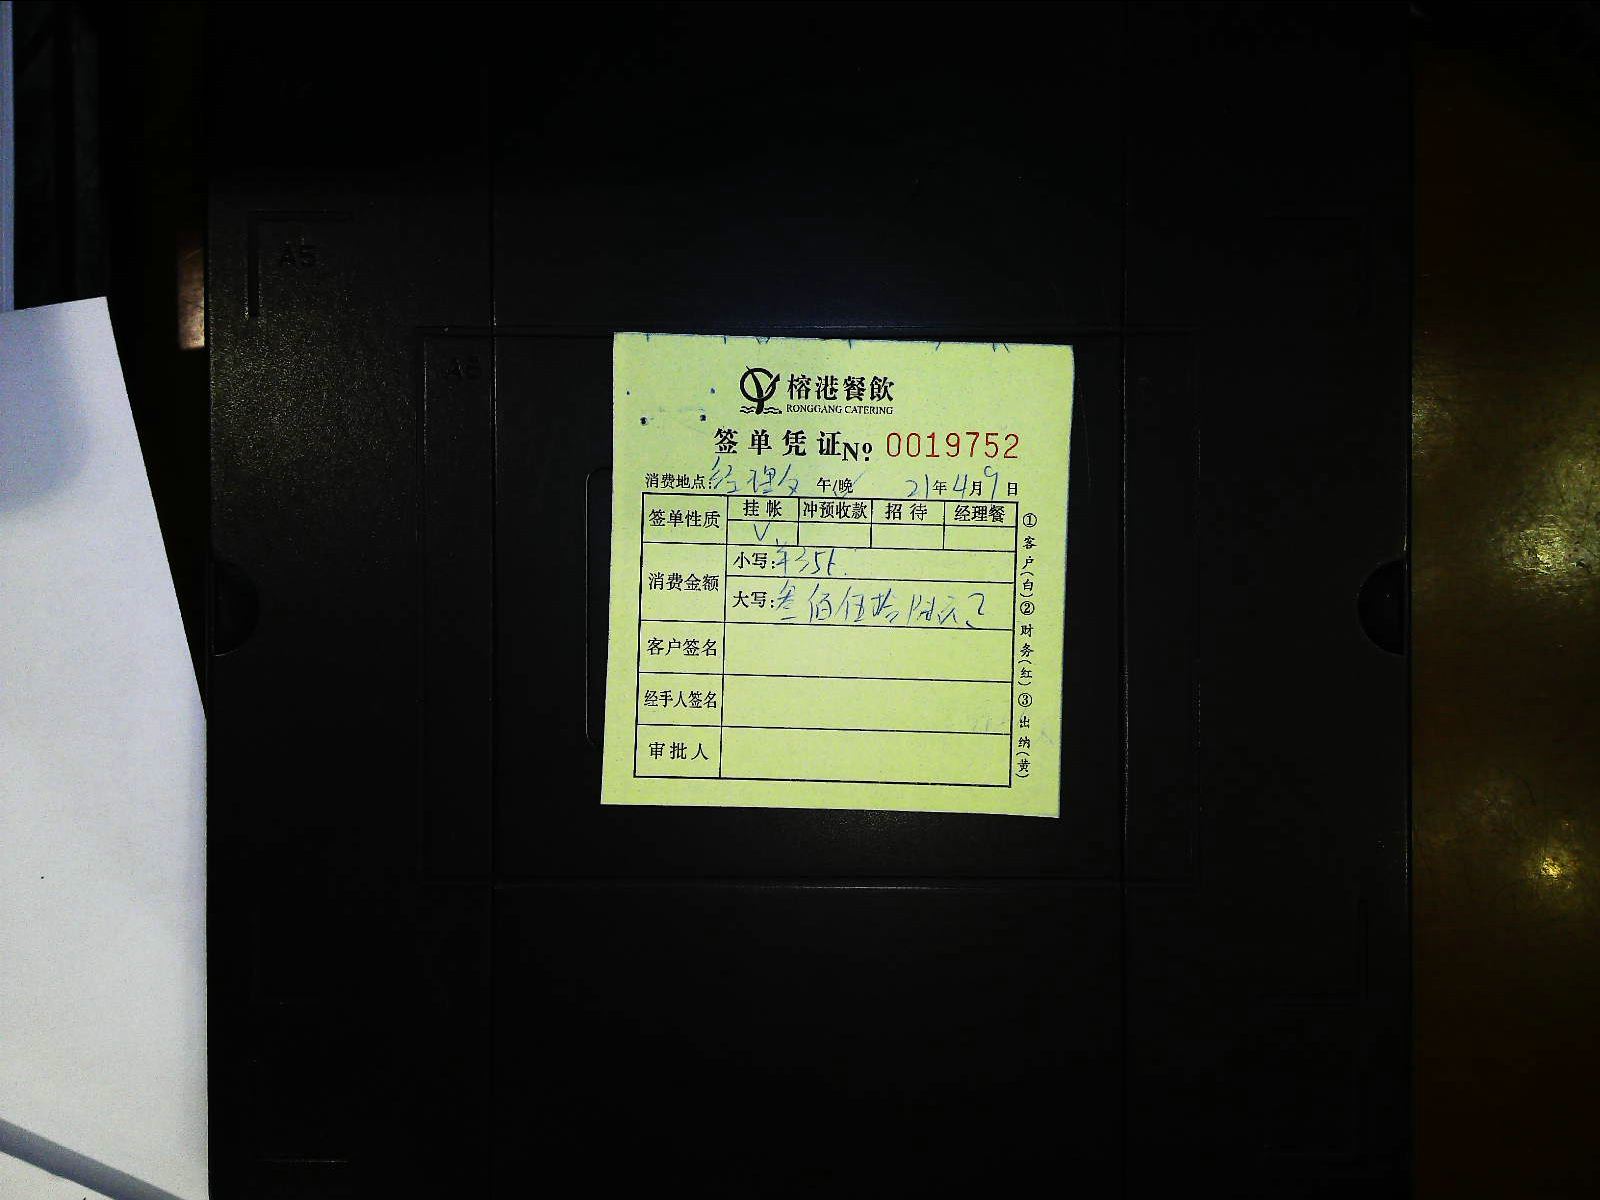 A5
A6
榕港餐飲
RONGGANG CATERING
签单凭证 Nº 0019752
消费地点: 经理 午/晚 21年4月9日
签单性质 挂帐 冲预收款 招待 经理餐
V
消费金额 小写: ¥356.
大写: 叁佰伍拾陆元
客户签名
经手人签名
审批人
①客户(白)②财务(红)③出纳(黄)